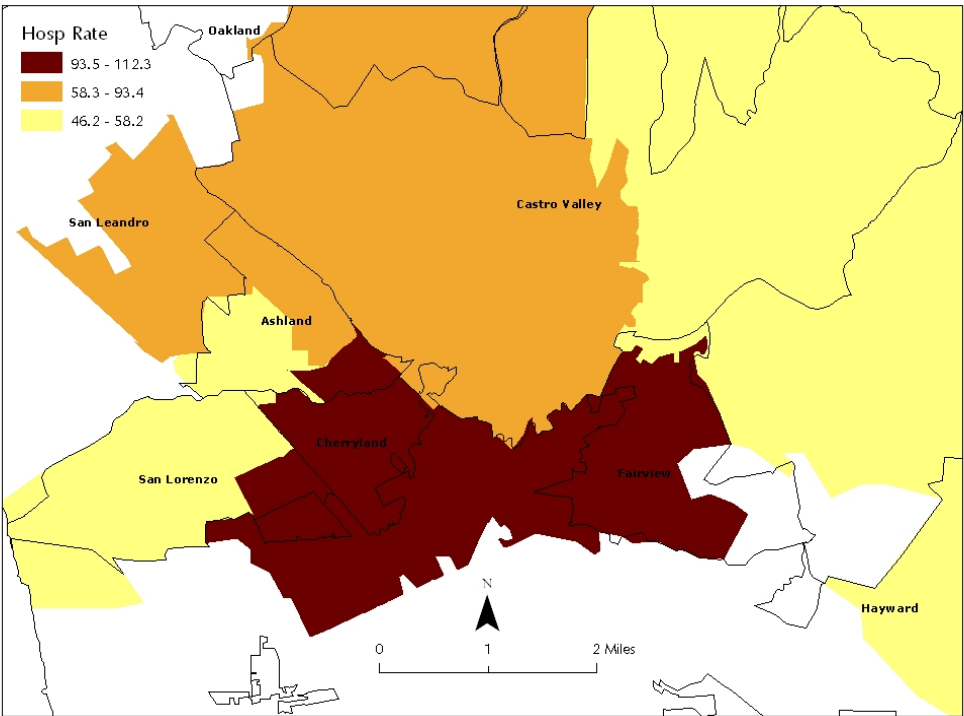 Oakland
Hosp Rate
93.5 - 112.3
58.3 - 93.4
46.2 - 58.2
Castro Valley
San Leandro
Ashland
Cherryland
San Lorenzo
Fairview
N
Hayward
0 1 2 Miles